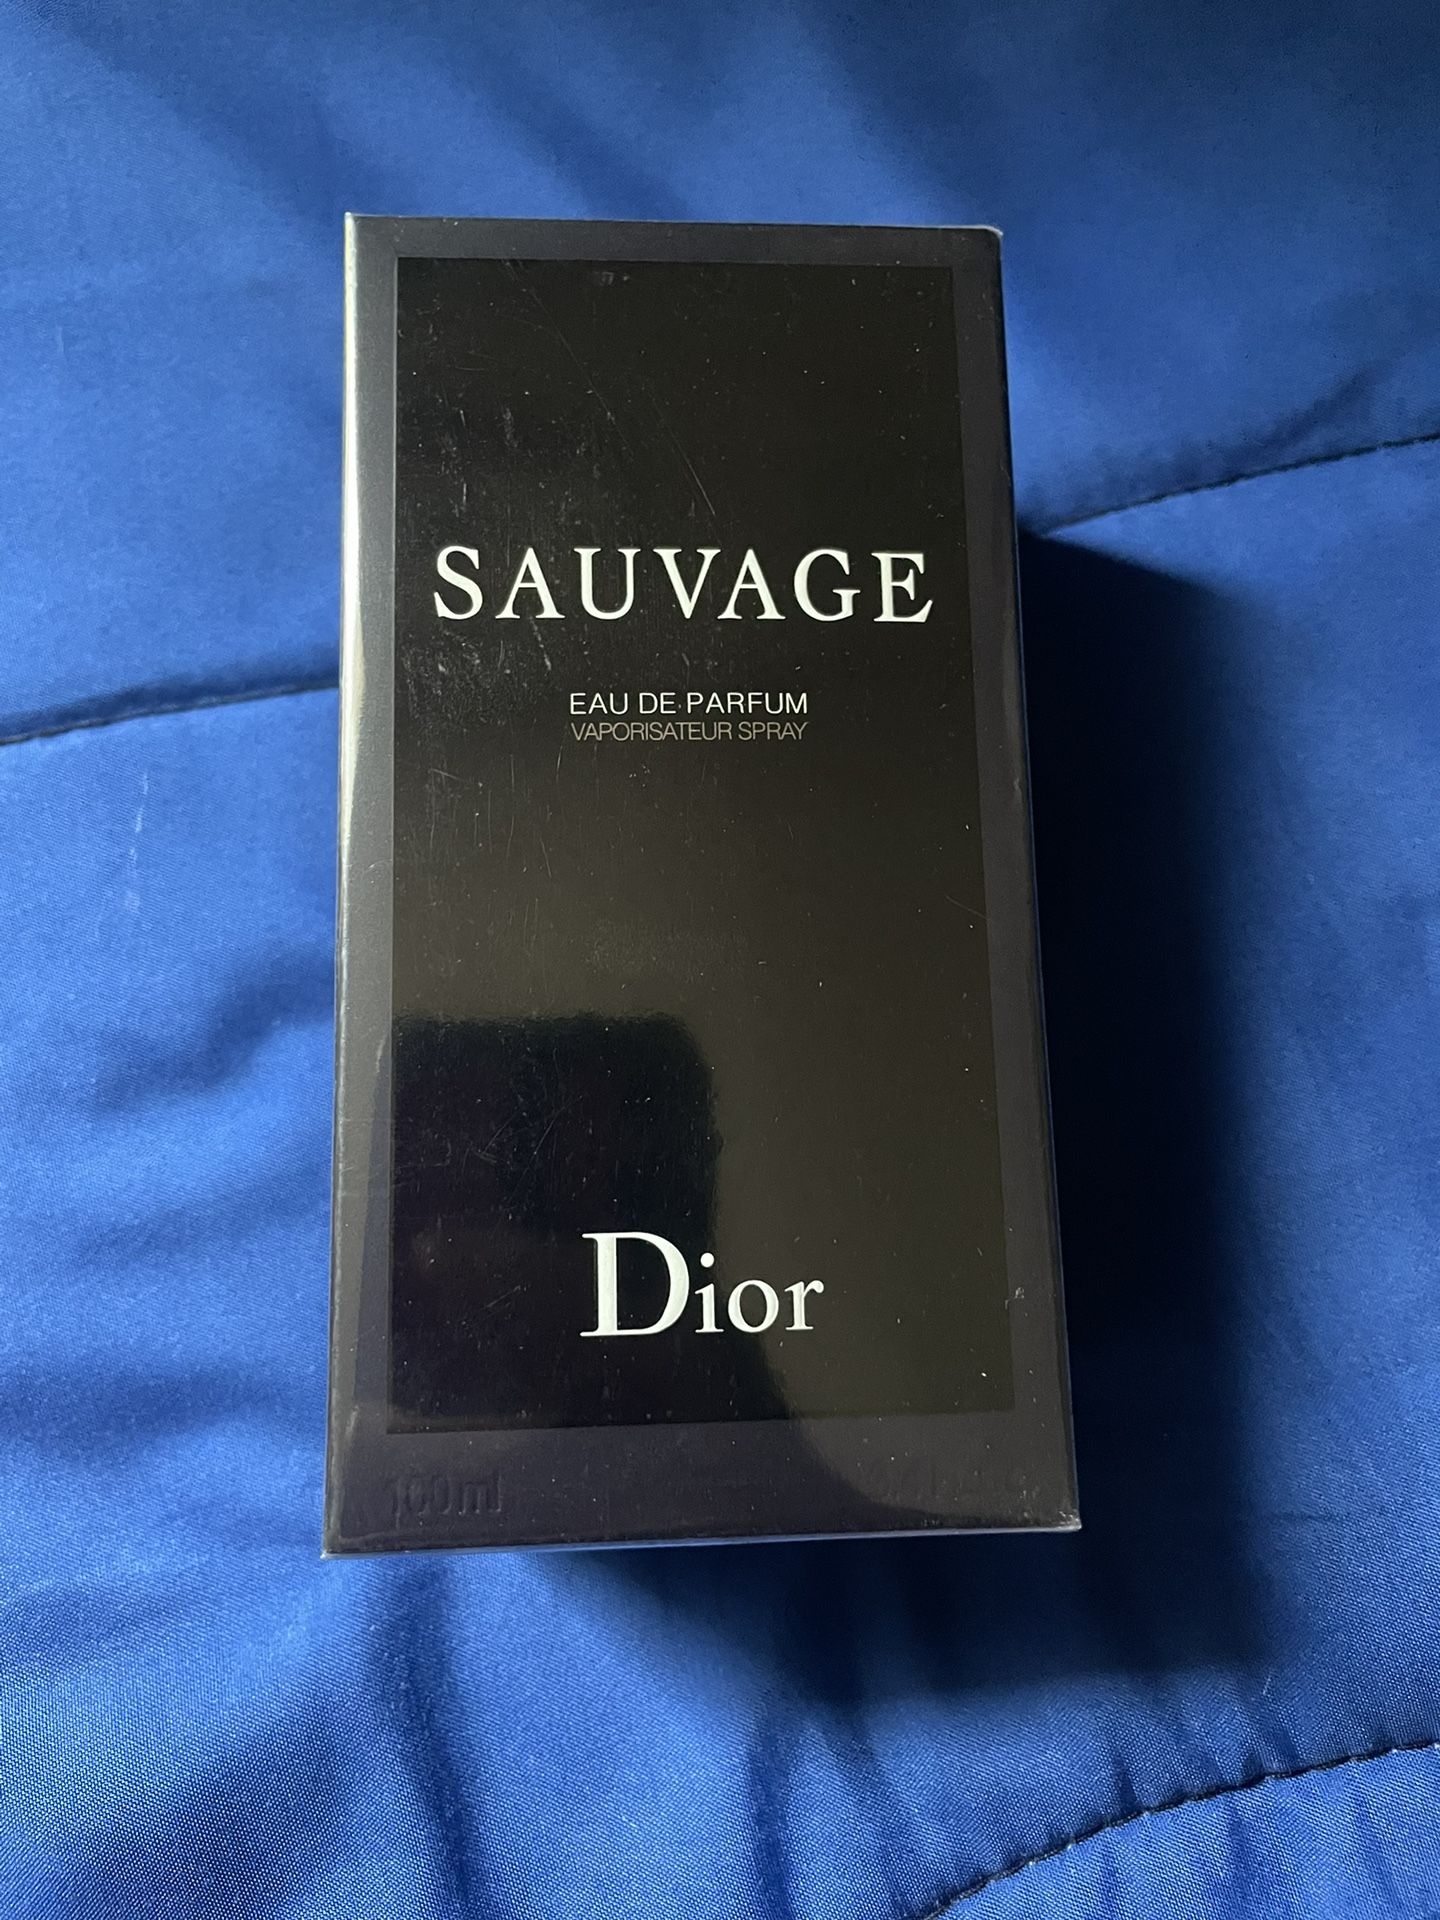 SAUVAGE
EAU DE PARFUM
VAPORISATEUR SPRAY
Dior
100ml